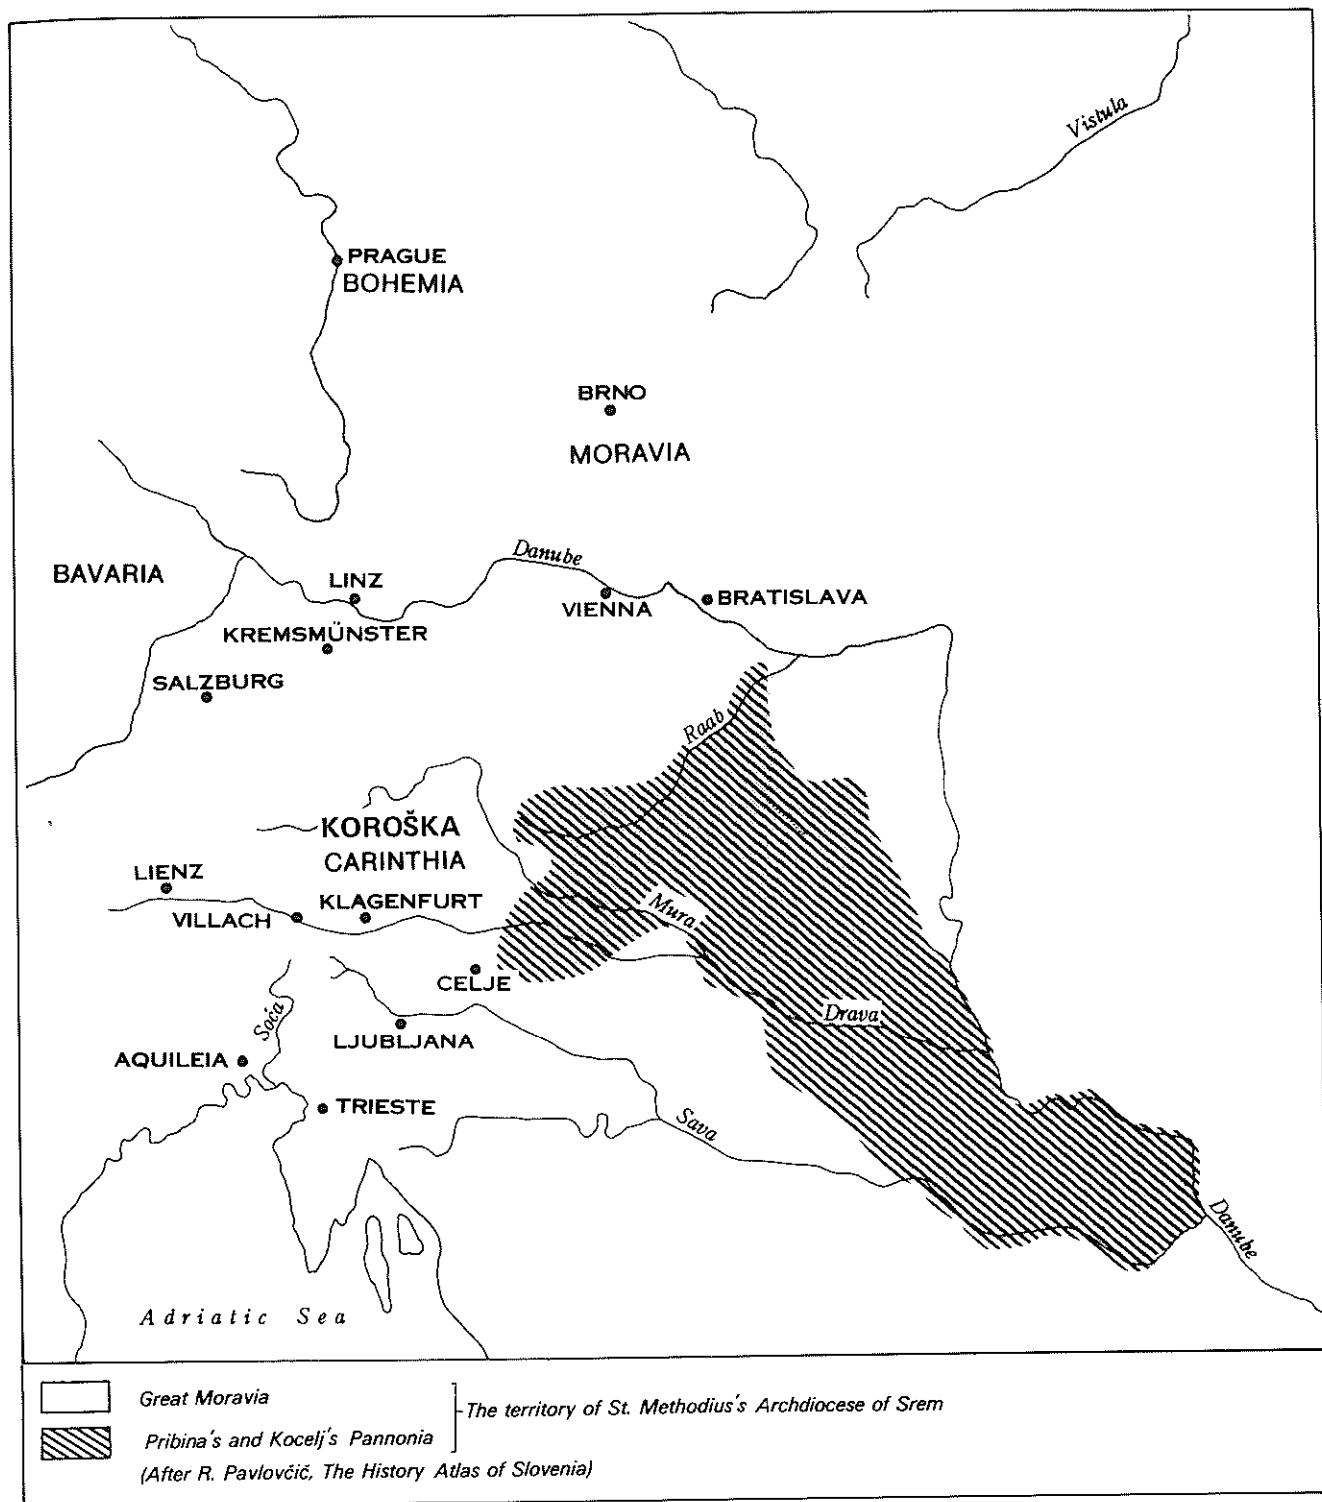 Vistula
PRAGUE
BOHEMIA
BRNO
MORAVIA
Danube
BAVARIA
LINZ
VIENNA
BRATISLAVA
KREMSMÜNSTER
SALZBURG
Raab
KOROŠKA
CARINTHIA
LIENZ
KLAGENFURT
VILLACH
Mura
CELJE
Soča
Drava
LJUBLJANA
AQUILEIA
TRIESTE
Sava
Danube
Adriatic Sea
Great Moravia
The territory of St. Methodius's Archdiocese of Srem
Pribina's and Kocelj's Pannonia
(After R. Pavlovčič, The History Atlas of Slovenia)